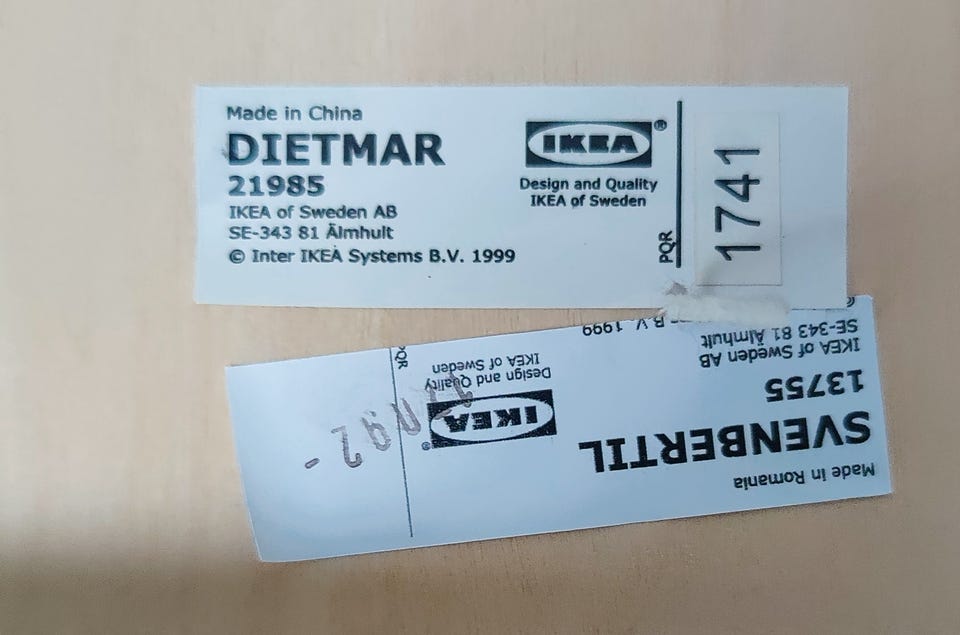 Made in China
DIETMAR
21985
IKEA of Sweden AB
SE-343 81 Älmhult
© Inter IKEA Systems B.V. 1999
IKEA®
Design and Quality
IKEA of Sweden
PQR
1741
Made in Romania
SVENBERTIL
13755
IKEA of Sweden AB
SE-343 81 Älmhult
© B.V. 1999
IKEA®
Design and Quality
IKEA of Sweden
PQR